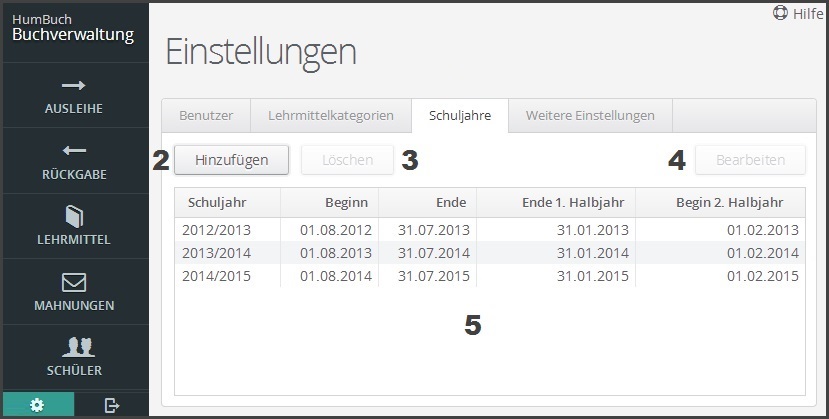 HumBuch
Buchverwaltung
AUSLEIHE
RÜCKGABE
LEHRMITTEL
MAHNUNGEN
SCHÜLER
Hilfe
Einstellungen
Benutzer Lehrmittelkategorien Schuljahre Weitere Einstellungen
2 Hinzufügen Löschen 3 4 Bearbeiten
Schuljahr Beginn Ende Ende 1. Halbjahr Begin 2. Halbjahr
2012/2013 01.08.2012 31.07.2013 31.01.2013 01.02.2013
2013/2014 01.08.2013 31.07.2014 31.01.2014 01.02.2014
2014/2015 01.08.2014 31.07.2015 31.01.2015 01.02.2015
5